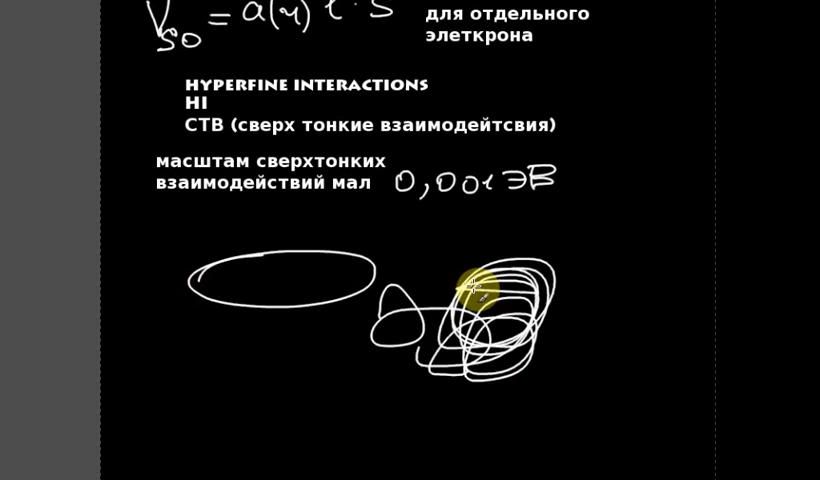 V_SO = a(r) l · s
для отдельного
элеткрона
HYPERFINE INTERACTIONS
HI
СТВ (сверх тонкие взаимодейтсвия)
масштам сверхтонких
взаимодействий мал 0,001 ЭВ